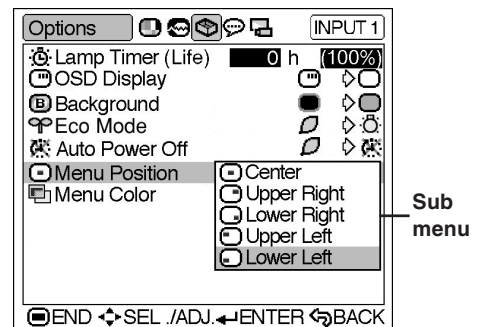 Options INPUT 1
Lamp Timer (Life) 0 h (100%)
OSD Display
B Background
Eco Mode
Auto Power Off
Menu Position
Center
Menu Color
Upper Right
Lower Right
Upper Left
Lower Left
Sub
menu
END SEL ./ADJ. ENTER BACK